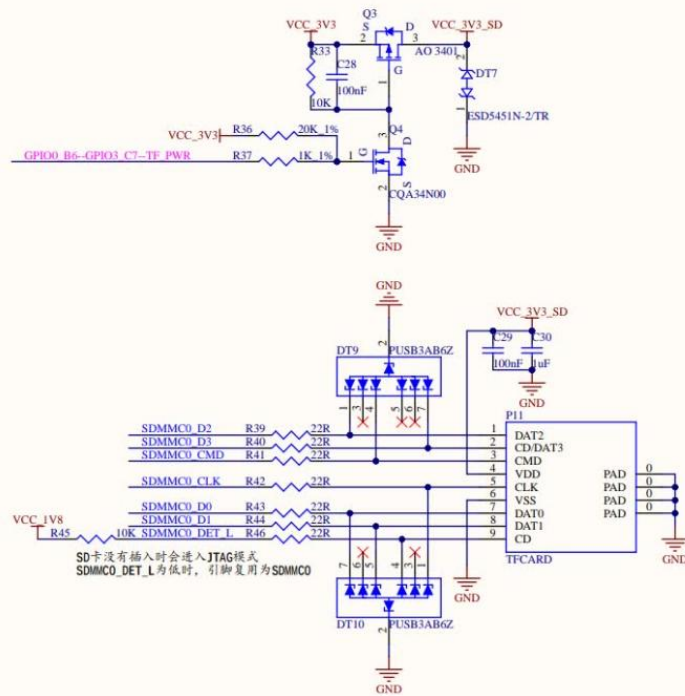 VCC_3V3 Q3 VCC_3V3_SD
S D
2 3
R33 C28 AO 3401 DT7
100nF G 2
10K 1 1
ESD5451N-2/TR
R36 20K_1% Q4
VCC_3V3 3 D
GPIO0_B6--GPIO3_C7--TF_PWR R37 1K_1% 1 G
S
2 CQA34N00
GND
GND
GND
VCC_3V3_SD
2 C29 C30
DT9 PUSB3AB6Z 100nF 1uF
GND
1 3 4 5 6 7 P11
SDMMC0_D2 R39 22R 1 DAT2
SDMMC0_D3 R40 22R 2 CD/DAT3
SDMMC0_CMD R41 22R 3 CMD
4 VDD PAD 0
SDMMC0_CLK R42 22R 5 CLK PAD 0
6 VSS PAD 0
SDMMC0_D0 R43 22R 7 DAT0 PAD 0
VCC_1V8 SDMMC0_D1 R44 22R 8 DAT1
R45 10K SDMMC0_DET_L R46 22R 9 CD
SD卡没有插入时会进入JTAG模式 TFCARD
SDMMC0_DET_L为低时，引脚复用为SDMMC0
7 6 5 4 3 1
GND GND
DT10 PUSB3AB6Z
2
GND